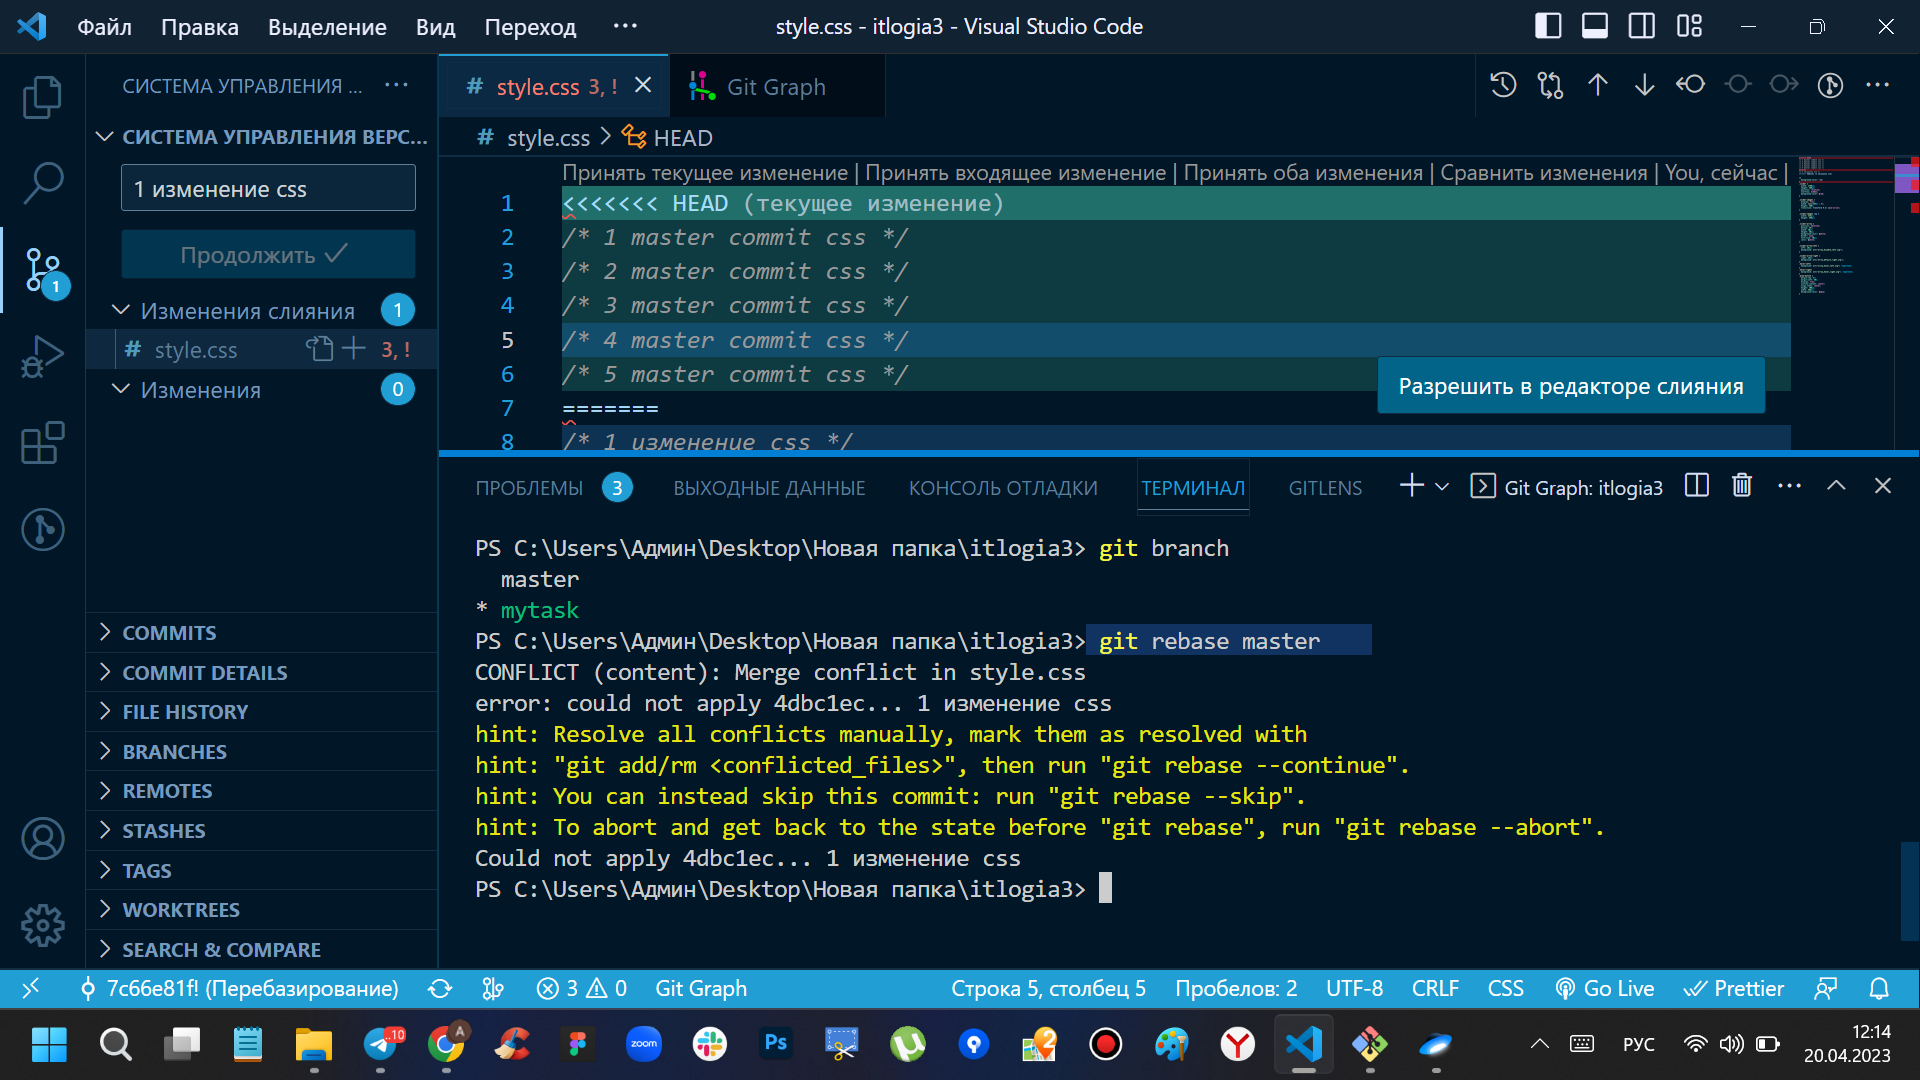 Файл Правка Выделение Вид Переход ··· style.css - itlogia3 - Visual Studio Code
СИСТЕМА УПРАВЛЕНИЯ ... ···
# style.css 3, ! Git Graph
СИСТЕМА УПРАВЛЕНИЯ ВЕРС...
# style.css > HEAD
1 изменение css
Продолжить
Изменения слияния 1
# style.css 3, !
Изменения 0
1
Принять текущее изменение | Принять входящее изменение | Принять оба изменения | Сравнить изменения | You, сейчас |
1 <<<<<<< HEAD (текущее изменение)
2 /* 1 master commit css */
3 /* 2 master commit css */
4 /* 3 master commit css */
5 /* 4 master commit css */
6 /* 5 master commit css */
7 =======
8 /* 1 изменение css */
Разрешить в редакторе слияния
ПРОБЛЕМЫ 3 ВЫХОДНЫЕ ДАННЫЕ КОНСОЛЬ ОТЛАДКИ ТЕРМИНАЛ GITLENS Git Graph: itlogia3 ···
PS C:\Users\Админ\Desktop\Новая папка\itlogia3> git branch
master
* mytask
PS C:\Users\Админ\Desktop\Новая папка\itlogia3> git rebase master
CONFLICT (content): Merge conflict in style.css
error: could not apply 4dbc1ec... 1 изменение css
hint: Resolve all conflicts manually, mark them as resolved with
hint: "git add/rm <conflicted_files>", then run "git rebase --continue".
hint: You can instead skip this commit: run "git rebase --skip".
hint: To abort and get back to the state before "git rebase", run "git rebase --abort".
Could not apply 4dbc1ec... 1 изменение css
PS C:\Users\Админ\Desktop\Новая папка\itlogia3>
COMMITS
COMMIT DETAILS
FILE HISTORY
BRANCHES
REMOTES
STASHES
TAGS
WORKTREES
SEARCH & COMPARE
7c66e81f! (Перебазирование) 3 0 Git Graph Строка 5, столбец 5 Пробелов: 2 UTF-8 CRLF CSS Go Live Prettier
..10 A zoom Ps 2 РУС 12:14
20.04.2023